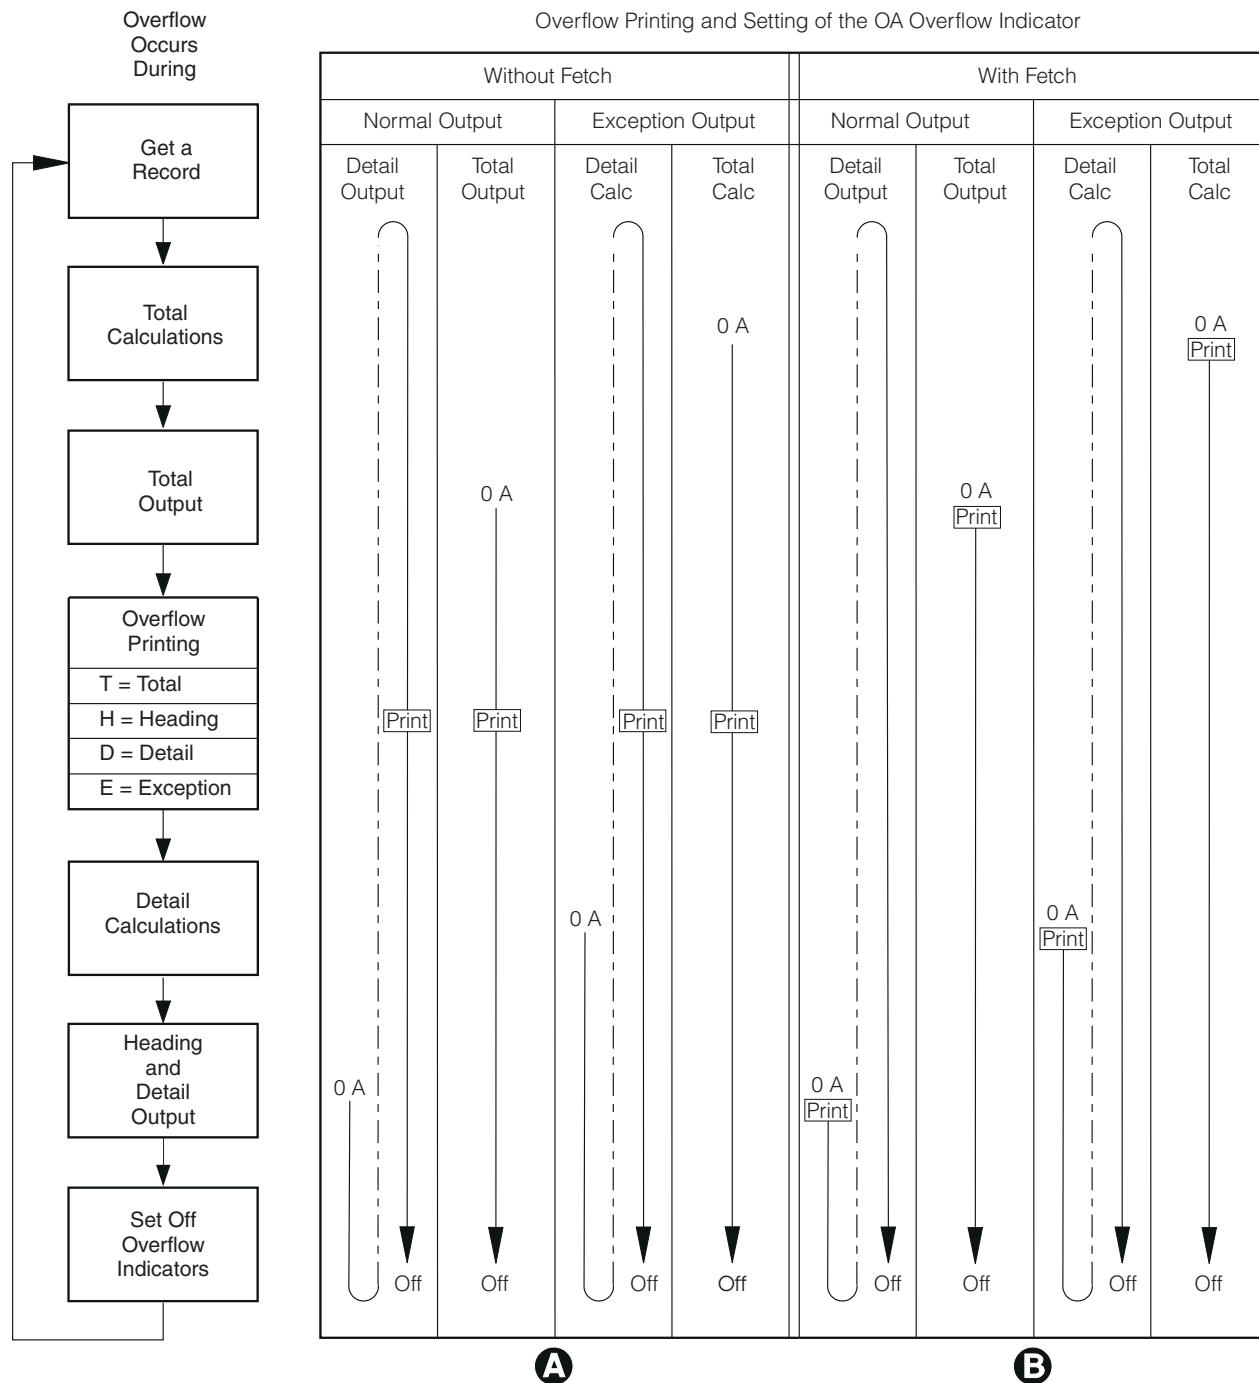 Overflow
Occurs
During
Get a
Record
Total
Calculations
Total
Output
Overflow
Printing
T = Total
H = Heading
D = Detail
E = Exception
Detail
Calculations
Heading
and
Detail
Output
Set Off
Overflow
Indicators
Overflow Printing and Setting of the OA Overflow Indicator
Without Fetch
With Fetch
Normal Output
Exception Output
Normal Output
Exception Output
Detail
Output
Total
Output
Detail
Calc
Total
Calc
Detail
Output
Total
Output
Detail
Calc
Total
Calc
0 A
0 A
Print
0 A
0 A
Print
Print
Print
Print
Print
0 A
0 A
Print
0 A
0 A
Print
Off
Off
Off
Off
Off
Off
Off
Off
A
B